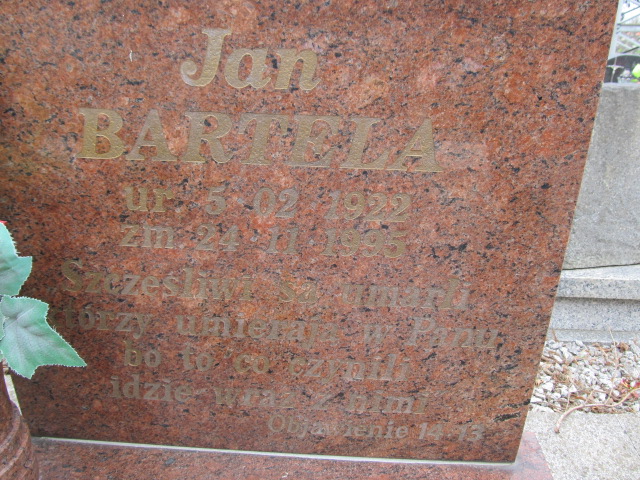 Jan
BARTELA
ur. 5 02 1922
zm 24 11 1995
„Szczęśliwi są umarli
którzy umierają w Panu
bo to co czynili
idzie wraz z nimi
Objawienie 14-13